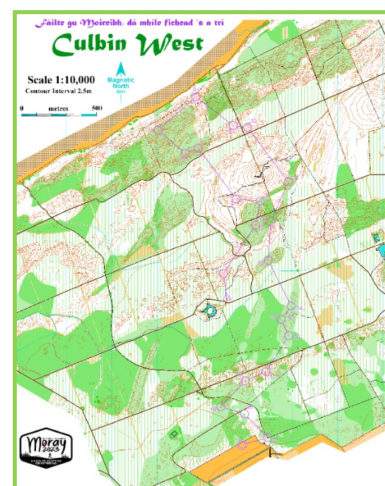 Fàilte gu Moireibh, dà mhìle fichead 's a trì
Culbin West
Scale 1:10,000
Contour Interval 2.5m
Magnetic
North
0 metres 500
Moray
2023